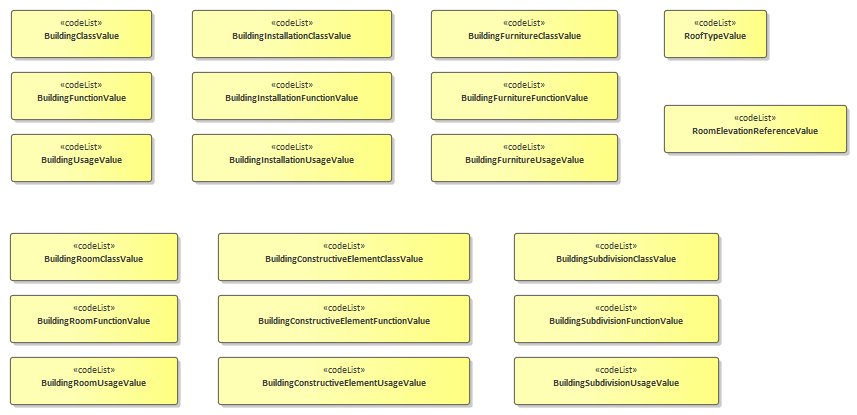 «codeList»
BuildingClassValue
«codeList»
BuildingInstallationClassValue
«codeList»
BuildingFurnitureClassValue
«codeList»
RoofTypeValue
«codeList»
BuildingFunctionValue
«codeList»
BuildingInstallationFunctionValue
«codeList»
BuildingFurnitureFunctionValue
«codeList»
RoomElevationReferenceValue
«codeList»
BuildingUsageValue
«codeList»
BuildingInstallationUsageValue
«codeList»
BuildingFurnitureUsageValue
«codeList»
BuildingRoomClassValue
«codeList»
BuildingConstructiveElementClassValue
«codeList»
BuildingSubdivisionClassValue
«codeList»
BuildingRoomFunctionValue
«codeList»
BuildingConstructiveElementFunctionValue
«codeList»
BuildingSubdivisionFunctionValue
«codeList»
BuildingRoomUsageValue
«codeList»
BuildingConstructiveElementUsageValue
«codeList»
BuildingSubdivisionUsageValue